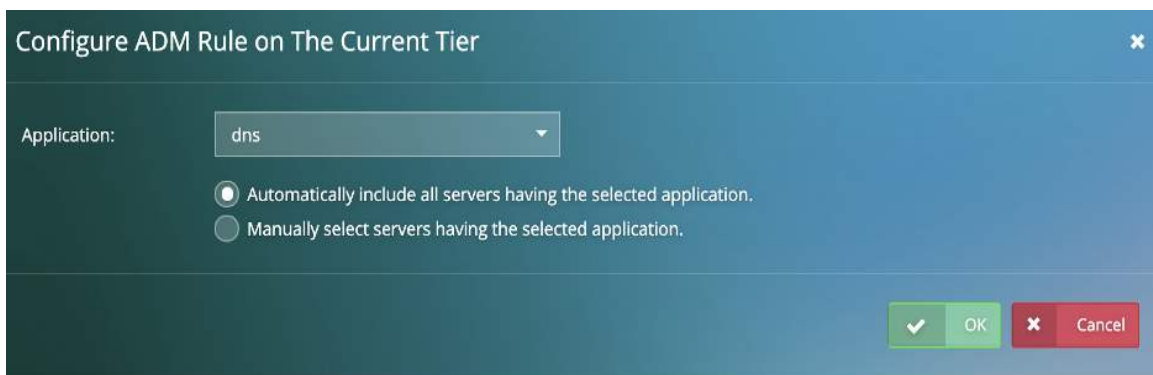 Configure ADM Rule on The Current Tier
Application:
dns
Automatically include all servers having the selected application.
Manually select servers having the selected application.
OK
Cancel